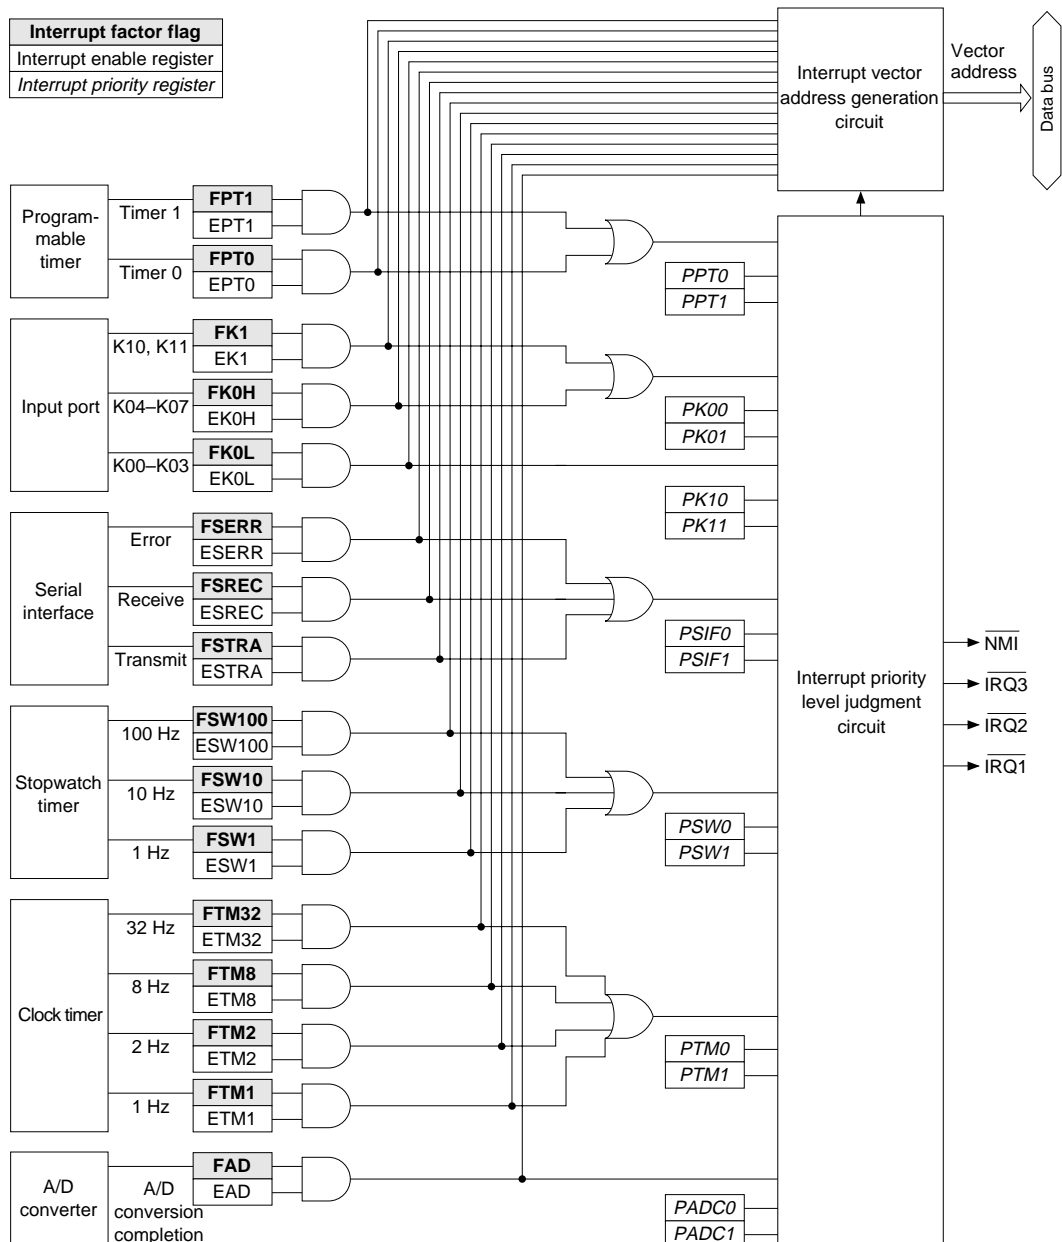 Interrupt factor flag
Interrupt enable register
Interrupt priority register
Interrupt vector
address generation
circuit
Vector
address
Data bus
Program-
mable
timer
Timer 1
FPT1
EPT1
Timer 0
FPT0
EPT0
PPT0
PPT1
Input port
K10, K11
FK1
EK1
K04–K07
FK0H
EK0H
K00–K03
FK0L
EK0L
PK00
PK01
PK10
PK11
Serial
interface
Error
FSERR
ESERR
Receive
FSREC
ESREC
Transmit
FSTRA
ESTRA
PSIF0
PSIF1
Interrupt priority
level judgment
circuit
NMI
IRQ3
IRQ2
IRQ1
Stopwatch
timer
100 Hz
FSW100
ESW100
10 Hz
FSW10
ESW10
1 Hz
FSW1
ESW1
PSW0
PSW1
Clock timer
32 Hz
FTM32
ETM32
8 Hz
FTM8
ETM8
2 Hz
FTM2
ETM2
1 Hz
FTM1
ETM1
PTM0
PTM1
A/D
converter
A/D
conversion
completion
FAD
EAD
PADC0
PADC1